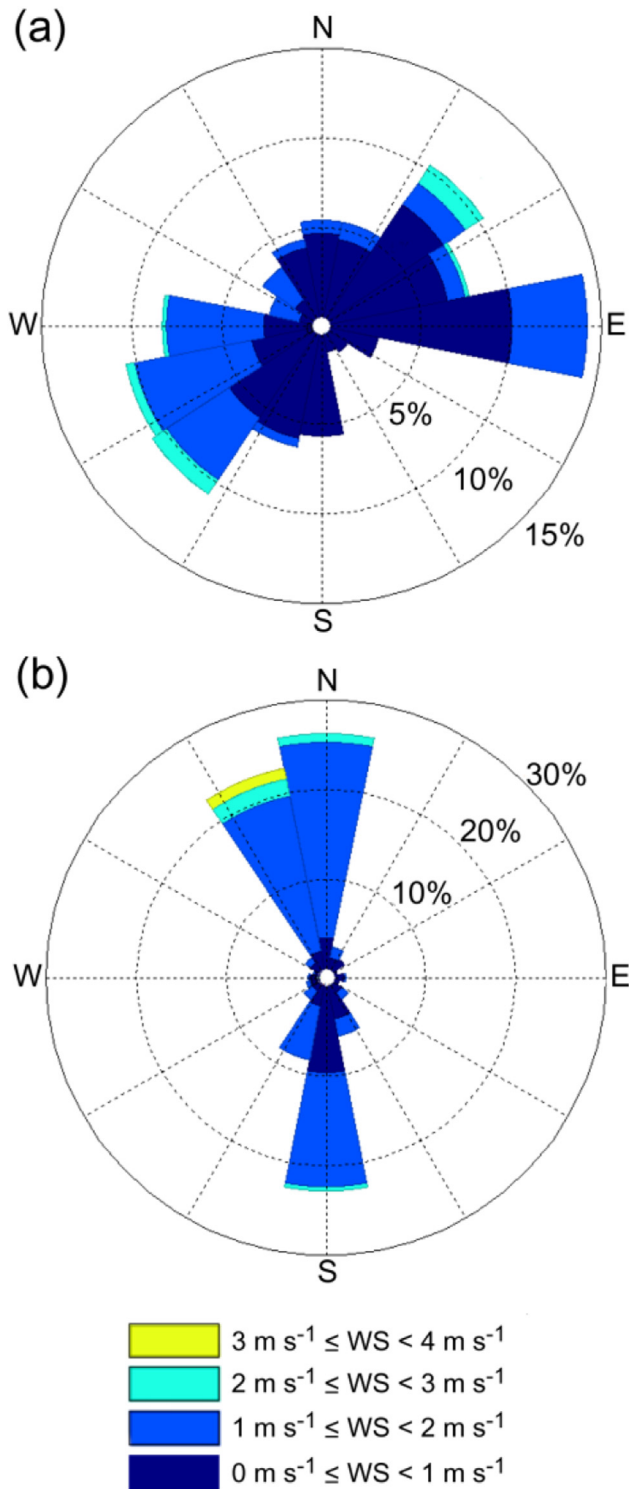 (a)
N
W
E
5%
10%
15%
S
(b)
N
30%
20%
10%
W
E
S
3 m s⁻¹ ≤ WS < 4 m s⁻¹
2 m s⁻¹ ≤ WS < 3 m s⁻¹
1 m s⁻¹ ≤ WS < 2 m s⁻¹
0 m s⁻¹ ≤ WS < 1 m s⁻¹